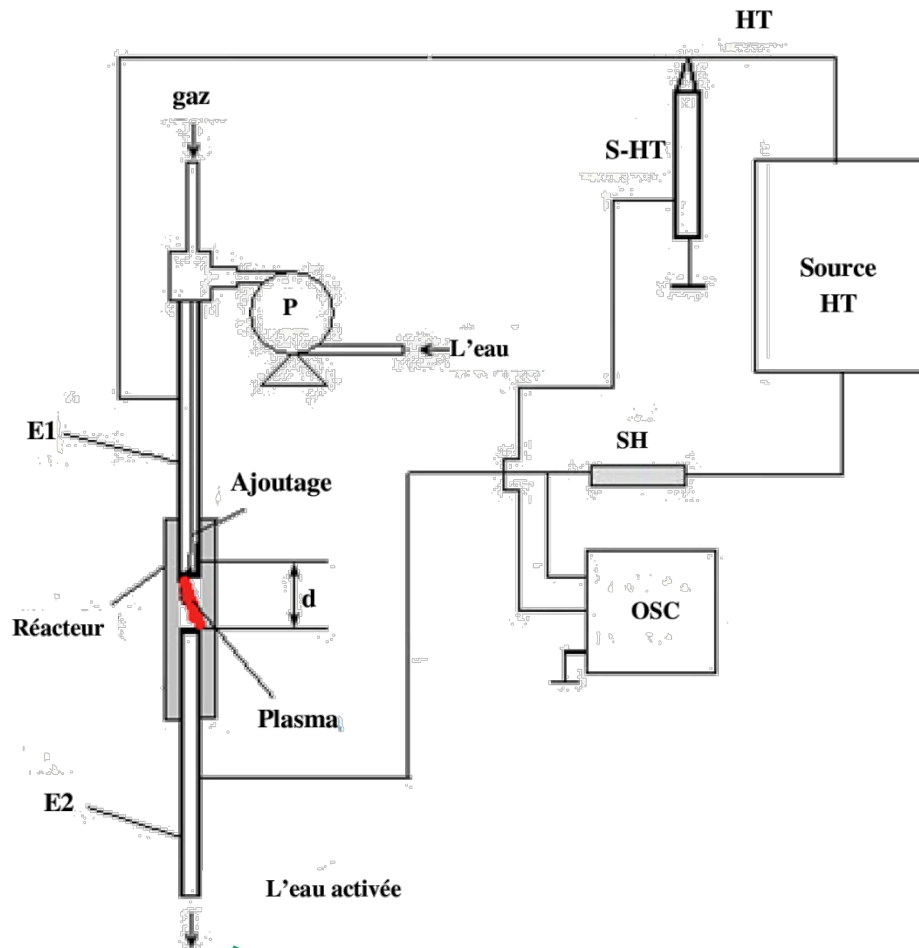 HT
gaz
S-HT
Source
HT
P
L'eau
E1
SH
Ajoutage
d
OSC
Réacteur
Plasma
E2
L'eau activée